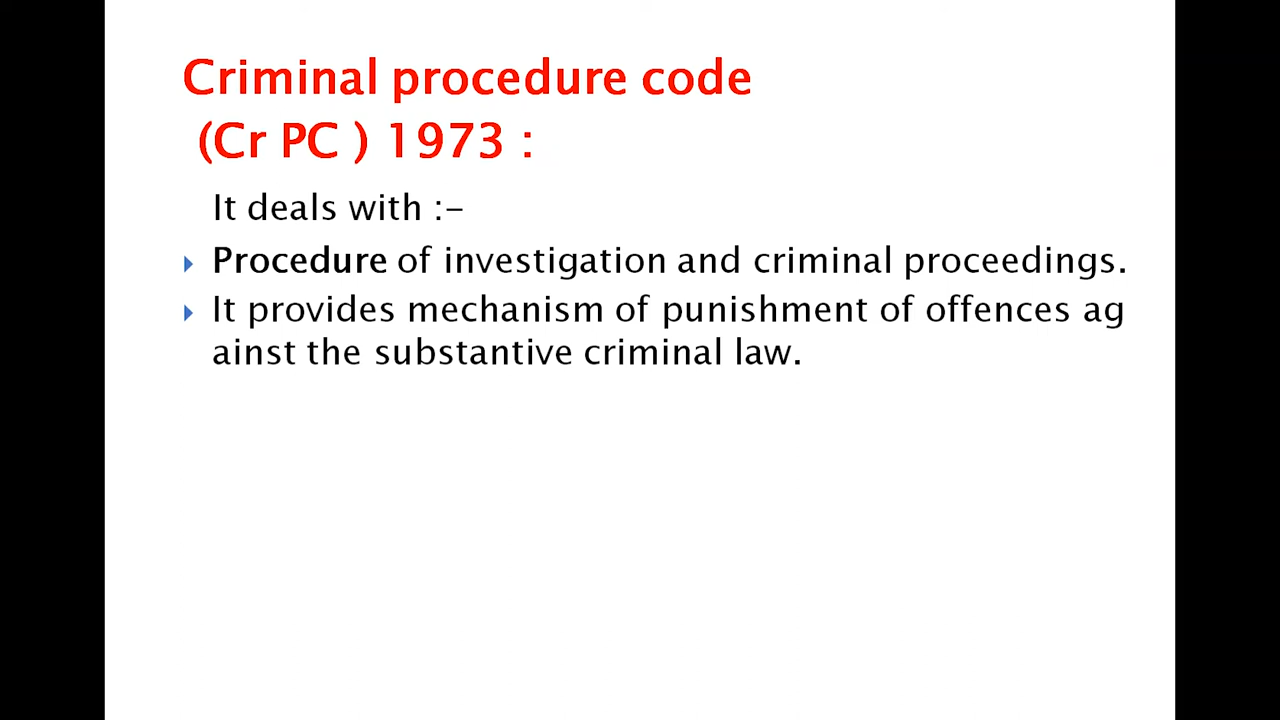 Criminal procedure code
(Cr PC ) 1973 :
It deals with :-
Procedure of investigation and criminal proceedings.
It provides mechanism of punishment of offences ag
ainst the substantive criminal law.